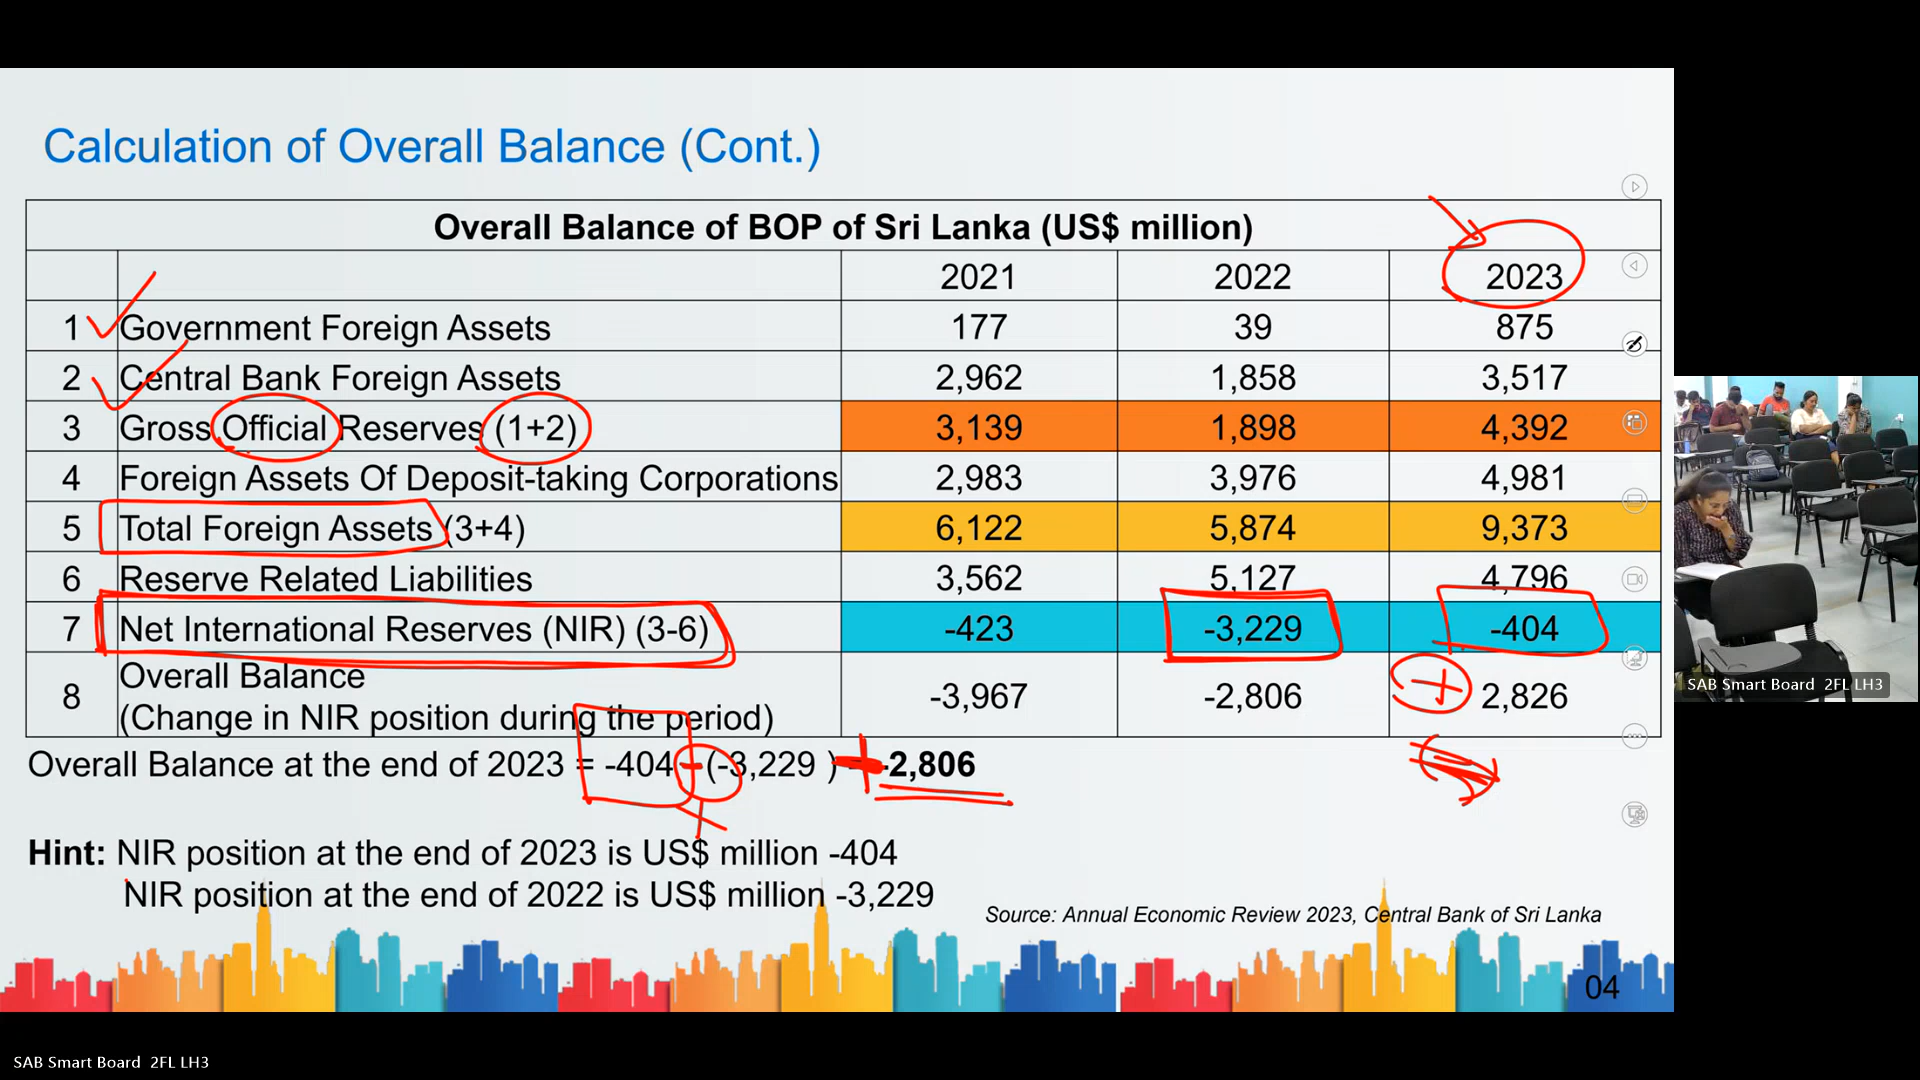 Calculation of Overall Balance (Cont.)
Overall Balance of BOP of Sri Lanka (US$ million)
2021 2022 2023
1 Government Foreign Assets 177 39 875
2 Central Bank Foreign Assets 2,962 1,858 3,517
3 Gross Official Reserves (1+2) 3,139 1,898 4,392
4 Foreign Assets Of Deposit-taking Corporations 2,983 3,976 4,981
5 Total Foreign Assets (3+4) 6,122 5,874 9,373
6 Reserve Related Liabilities 3,562 5,127 4,796
7 Net International Reserves (NIR) (3-6) -423 -3,229 -404
8 Overall Balance
(Change in NIR position during the period) -3,967 -2,806 + 2,826
Overall Balance at the end of 2023 = -404 - (-3,229 ) + -2,806
+
Hint: NIR position at the end of 2023 is US$ million -404
NIR position at the end of 2022 is US$ million -3,229
Source: Annual Economic Review 2023, Central Bank of Sri Lanka
04
SAB Smart Board 2FL LH3
SAB Smart Board 2FL LH3